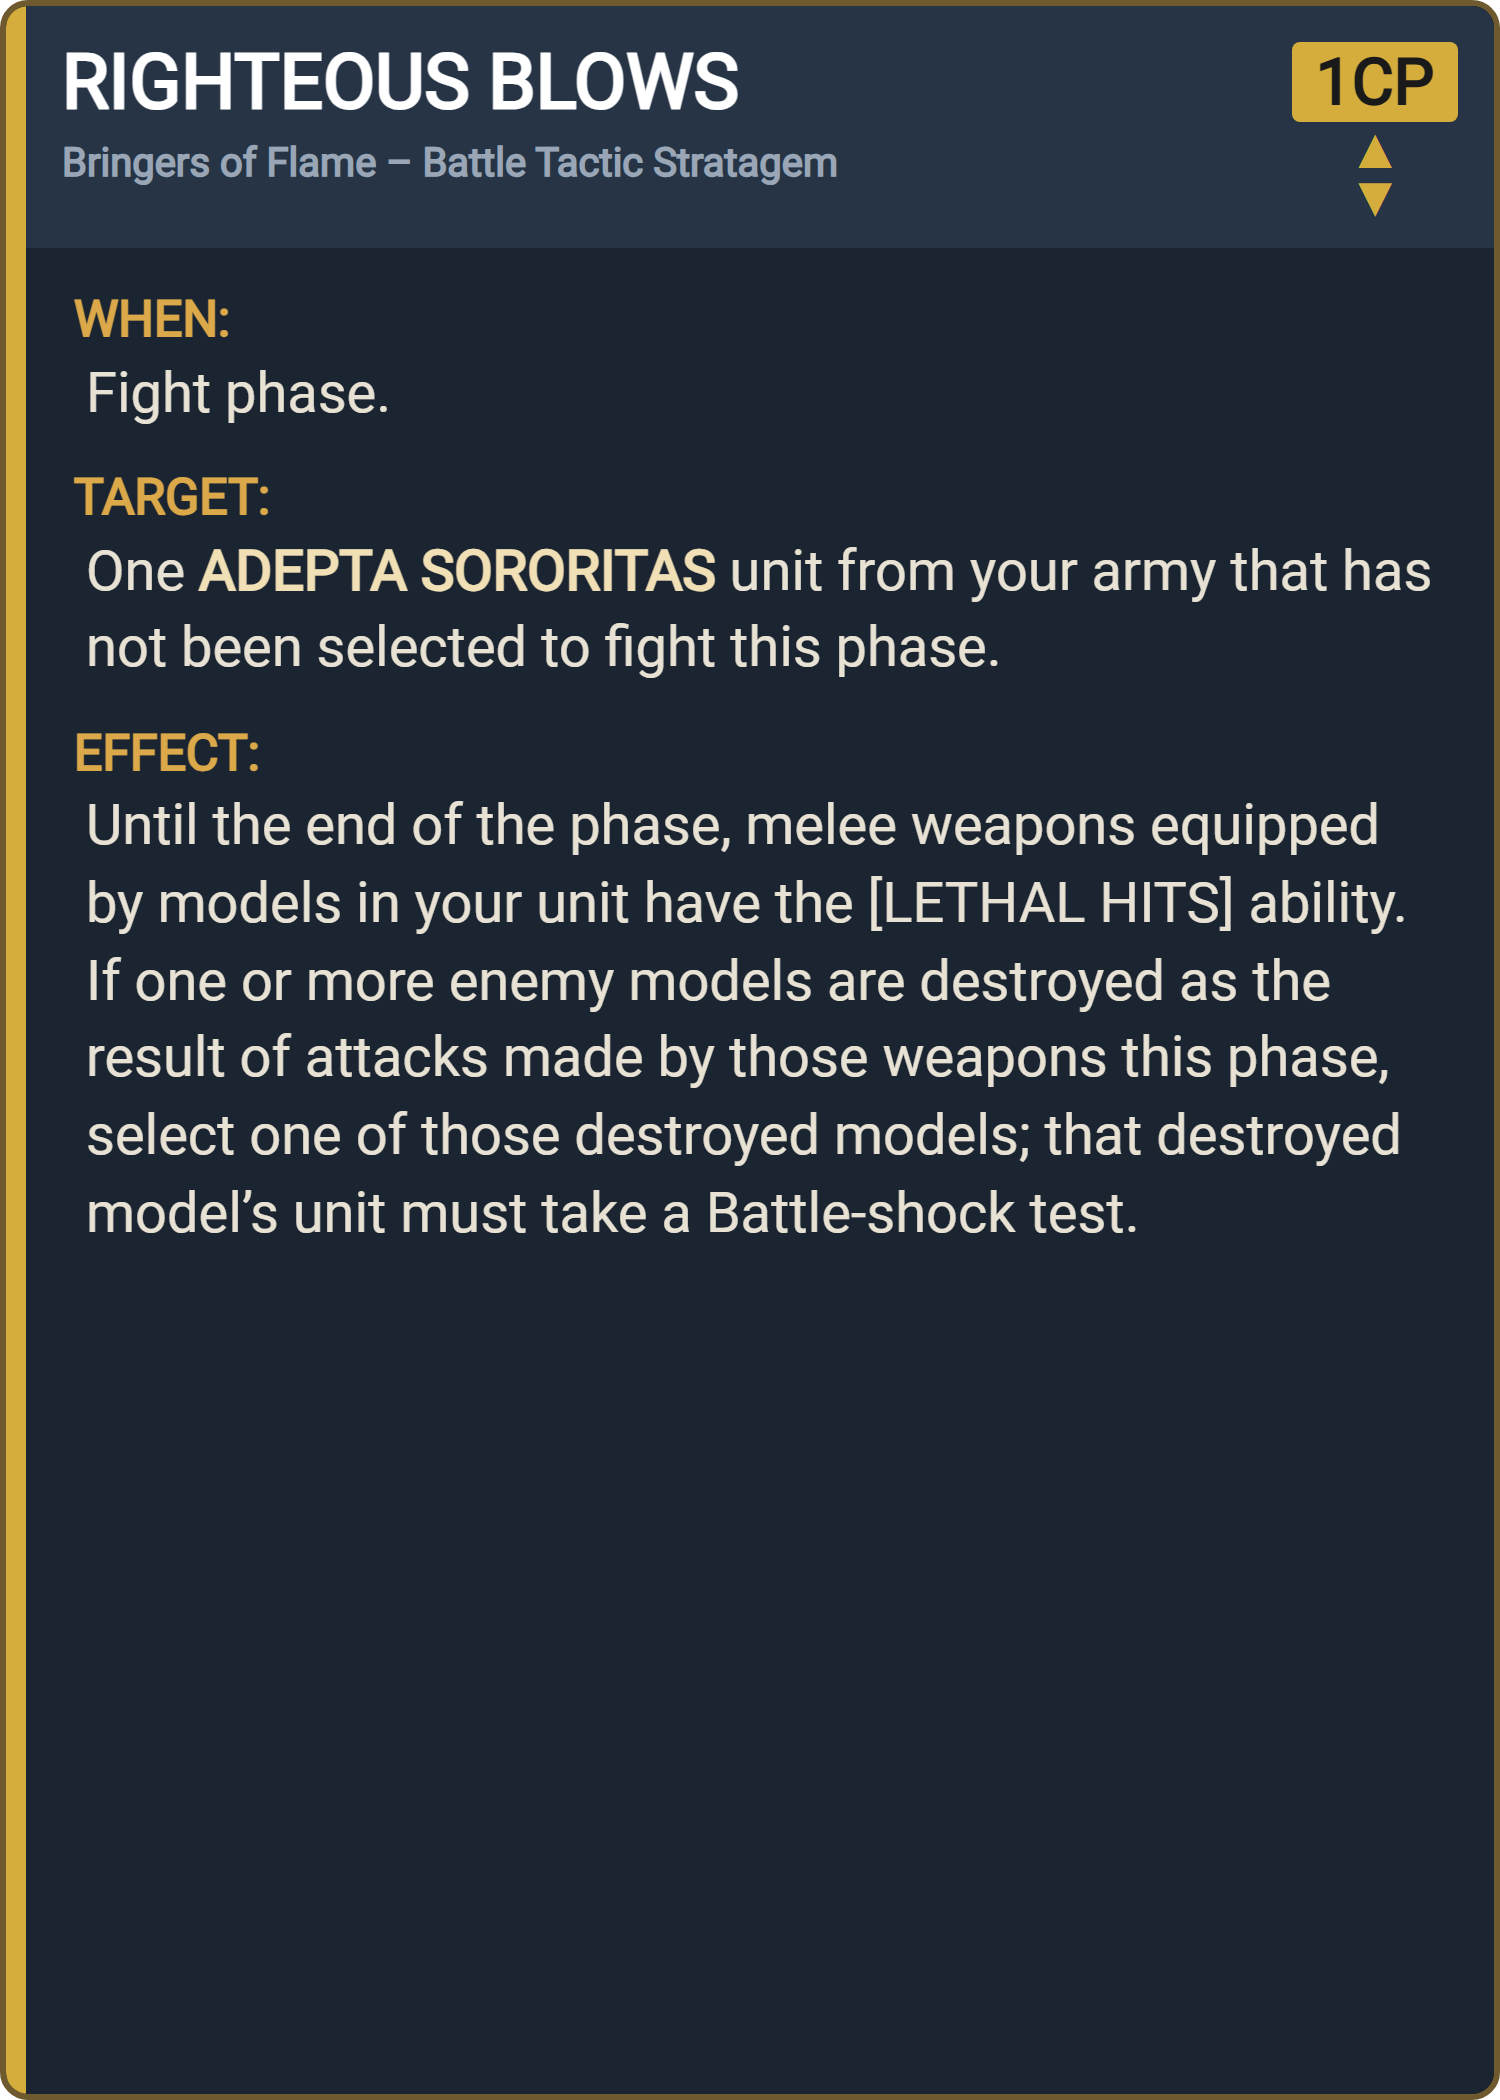 RIGHTEOUS BLOWS
1CP
Bringers of Flame – Battle Tactic Stratagem
WHEN:
Fight phase.
TARGET:
One ADEPTA SORORITAS unit from your army that has
not been selected to fight this phase.
EFFECT:
Until the end of the phase, melee weapons equipped
by models in your unit have the [LETHAL HITS] ability.
If one or more enemy models are destroyed as the
result of attacks made by those weapons this phase,
select one of those destroyed models; that destroyed
model’s unit must take a Battle-shock test.